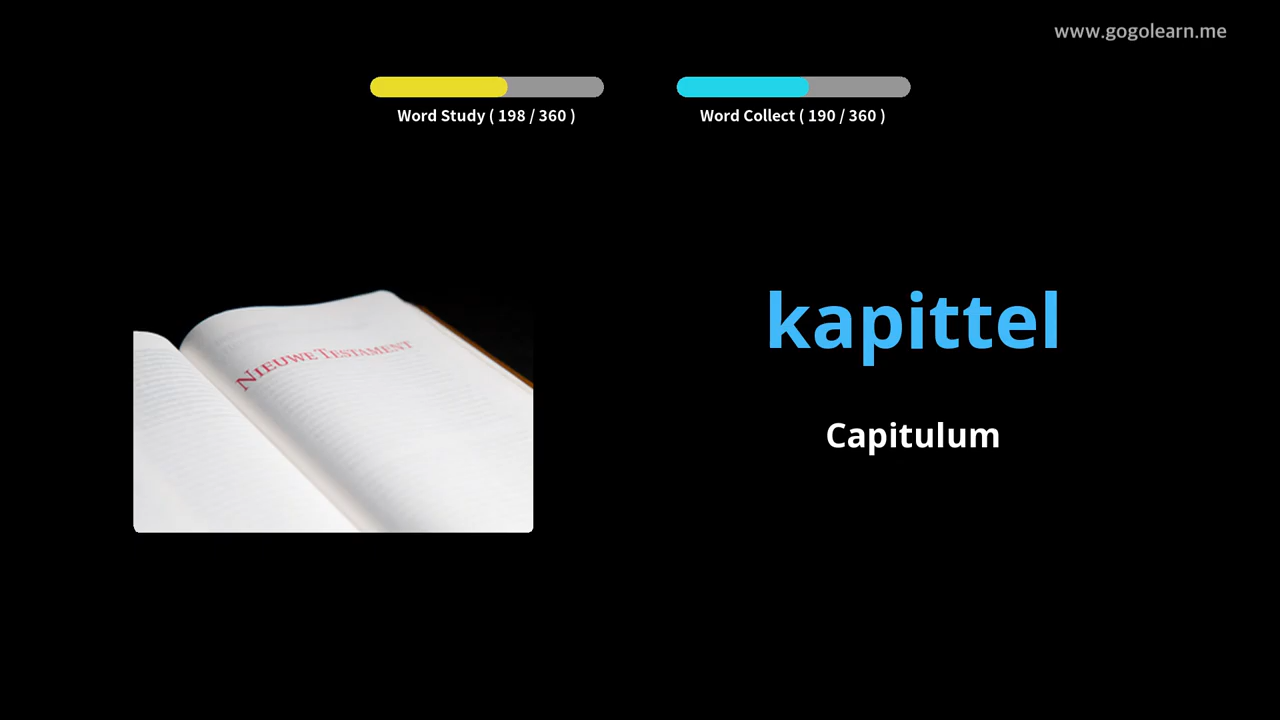 www.gogolearn.me
Word Study ( 198 / 360 )
Word Collect ( 190 / 360 )
NIEUWE TESTAMENT
kapittel
Capitulum